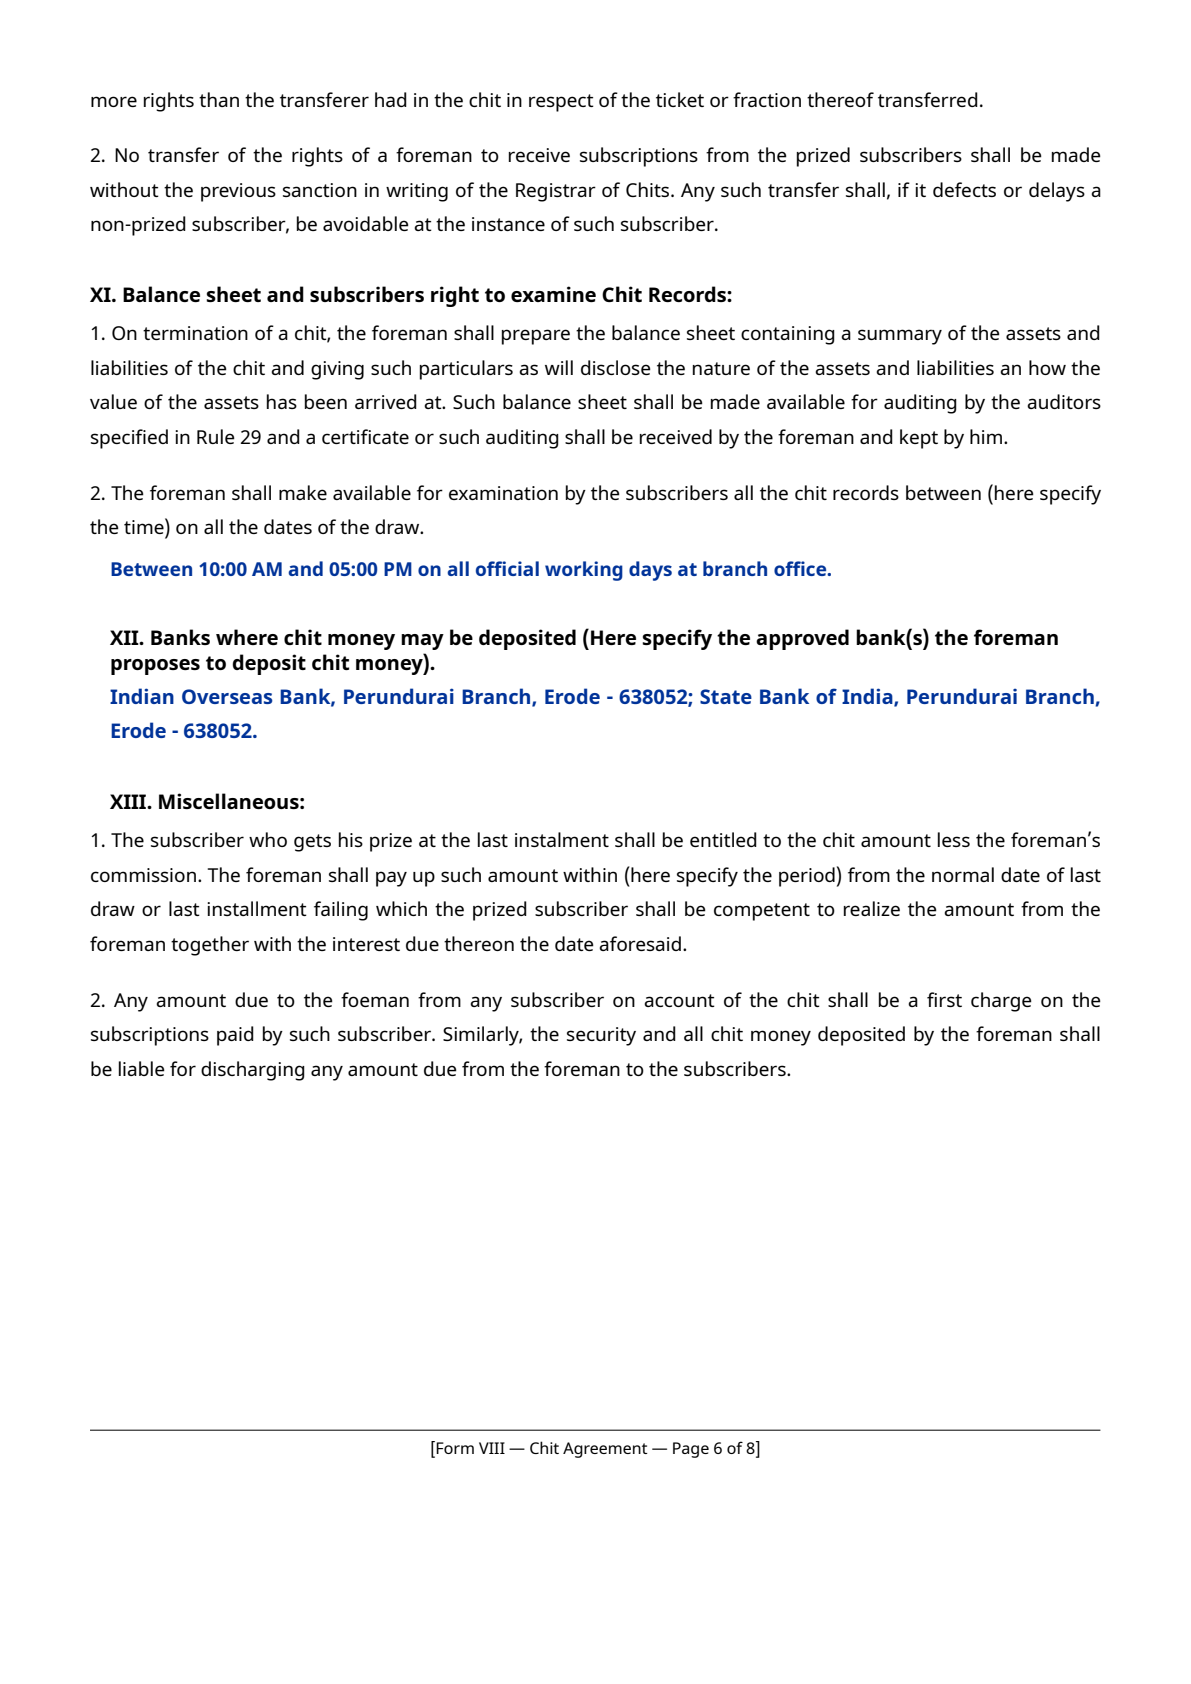 more rights than the transferer had in the chit in respect of the ticket or fraction thereof transferred.
2. No transfer of the rights of a foreman to receive subscriptions from the prized subscribers shall be made
without the previous sanction in writing of the Registrar of Chits. Any such transfer shall, if it defects or delays a
non-prized subscriber, be avoidable at the instance of such subscriber.
XI. Balance sheet and subscribers right to examine Chit Records:
1. On termination of a chit, the foreman shall prepare the balance sheet containing a summary of the assets and
liabilities of the chit and giving such particulars as will disclose the nature of the assets and liabilities an how the
value of the assets has been arrived at. Such balance sheet shall be made available for auditing by the auditors
specified in Rule 29 and a certificate or such auditing shall be received by the foreman and kept by him.
2. The foreman shall make available for examination by the subscribers all the chit records between (here specify
the time) on all the dates of the draw.
Between 10:00 AM and 05:00 PM on all official working days at branch office.
XII. Banks where chit money may be deposited (Here specify the approved bank(s) the foreman
proposes to deposit chit money).
Indian Overseas Bank, Perundurai Branch, Erode - 638052; State Bank of India, Perundurai Branch,
Erode - 638052.
XIII. Miscellaneous:
1. The subscriber who gets his prize at the last instalment shall be entitled to the chit amount less the foreman’s
commission. The foreman shall pay up such amount within (here specify the period) from the normal date of last
draw or last installment failing which the prized subscriber shall be competent to realize the amount from the
foreman together with the interest due thereon the date aforesaid.
2. Any amount due to the foeman from any subscriber on account of the chit shall be a first charge on the
subscriptions paid by such subscriber. Similarly, the security and all chit money deposited by the foreman shall
be liable for discharging any amount due from the foreman to the subscribers.
[Form VIII — Chit Agreement — Page 6 of 8]